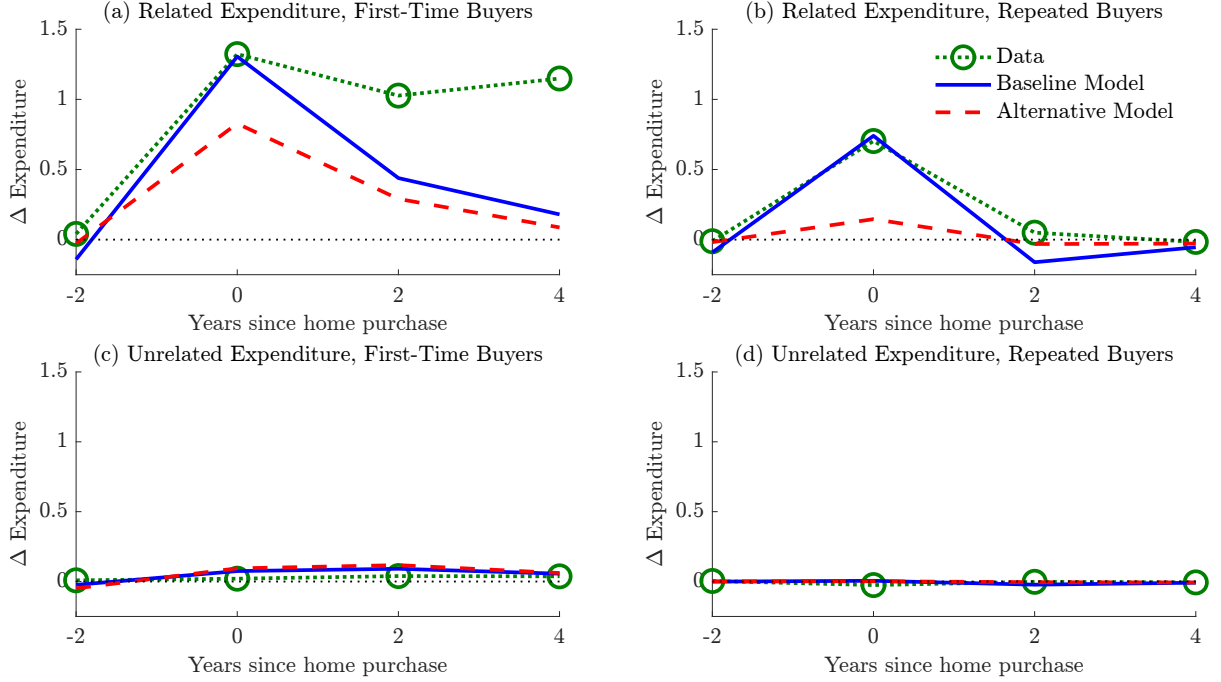 (a) Related Expenditure, First-Time Buyers
1.5
1
0.5
0
Δ Expenditure
-2 0 2 4
Years since home purchase
(b) Related Expenditure, Repeated Buyers
1.5
1
0.5
0
Δ Expenditure
Data
Baseline Model
Alternative Model
-2 0 2 4
Years since home purchase
(c) Unrelated Expenditure, First-Time Buyers
1.5
1
0.5
0
Δ Expenditure
-2 0 2 4
Years since home purchase
(d) Unrelated Expenditure, Repeated Buyers
1.5
1
0.5
0
Δ Expenditure
-2 0 2 4
Years since home purchase